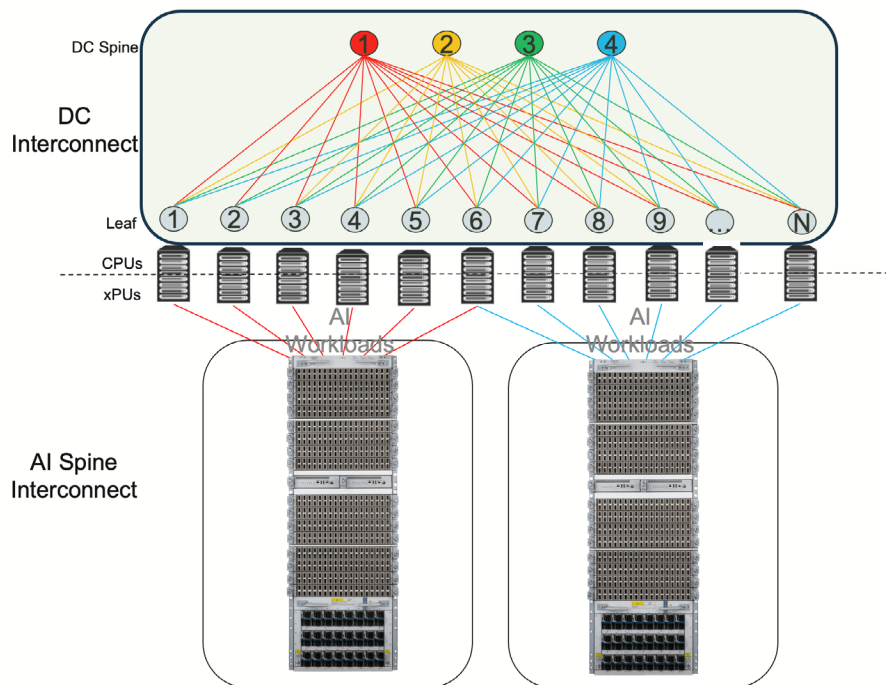 DC Spine
1 2 3 4
DC
Interconnect
Leaf
1 2 3 4 5 6 7 8 9 ... N
CPUs
xPUs
AI
Workloads
AI
Workloads
AI Spine
Interconnect